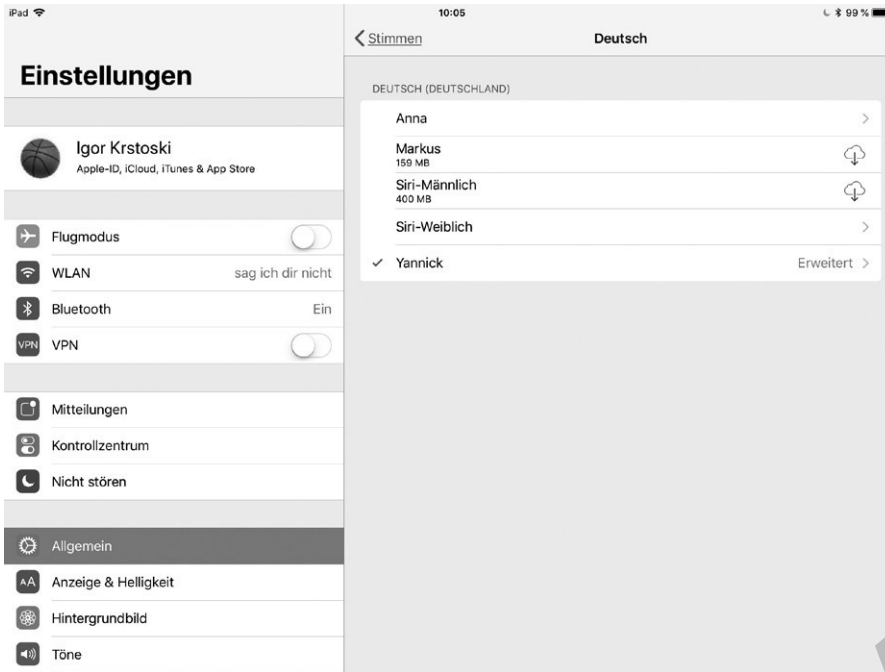 iPad
10:05
99 %
Einstellungen
Igor Krstoski
Apple-ID, iCloud, iTunes & App Store
Flugmodus
WLAN sag ich dir nicht
Bluetooth Ein
VPN VPN
Mitteilungen
Kontrollzentrum
Nicht stören
Allgemein
AA Anzeige & Helligkeit
Hintergrundbild
Töne
Stimmen
Deutsch
DEUTSCH (DEUTSCHLAND)
Anna
Markus
159 MB
Siri-Männlich
400 MB
Siri-Weiblich
Yannick Erweitert